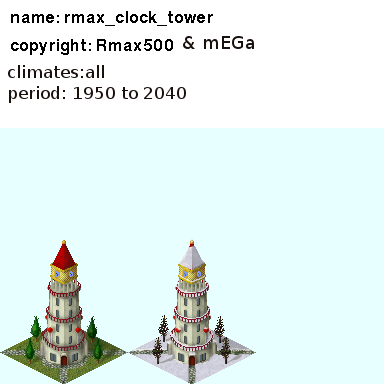 name: rmax_clock_tower
copyright: Rmax500 & mEGa
climates:all
period: 1950 to 2040